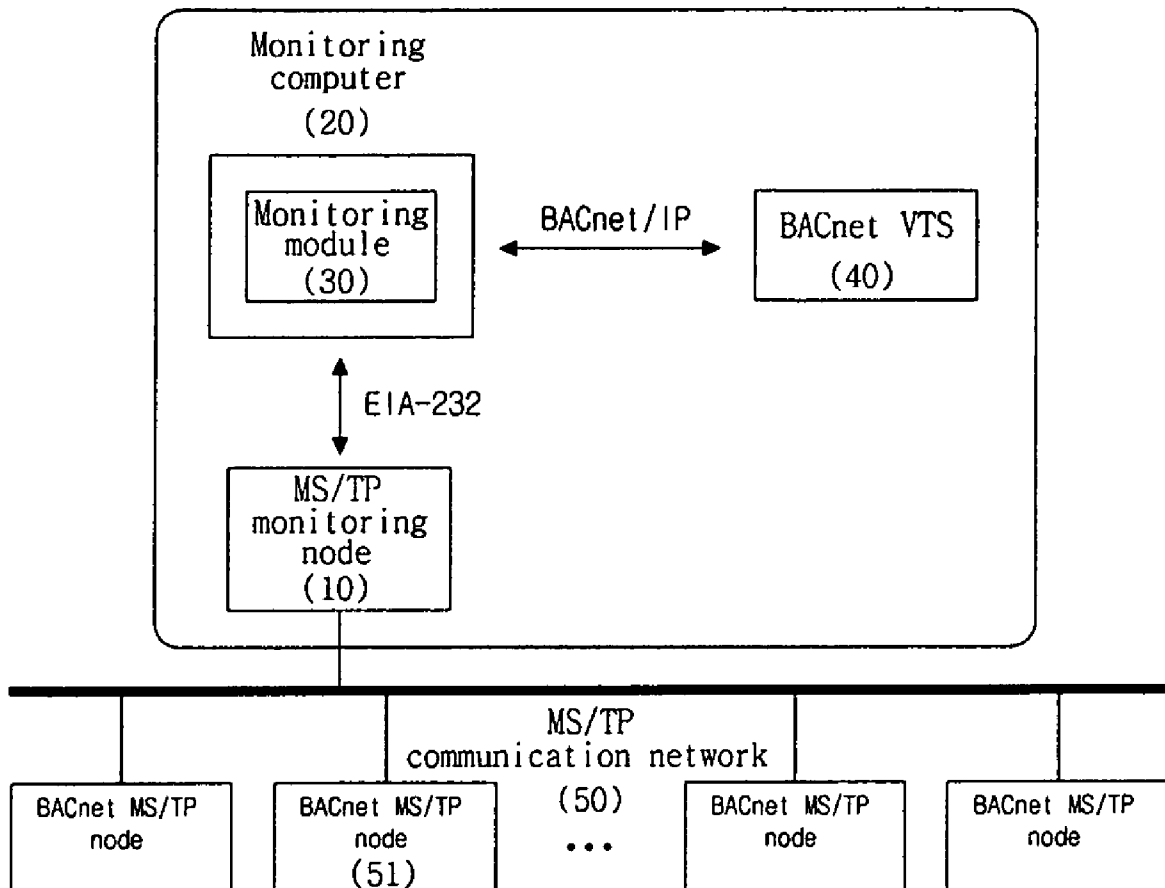 Monitoring
computer
(20)
Monitoring
module
(30)
BACnet/IP
BACnet VTS
(40)
EIA-232
MS/TP
monitoring
node
(10)
MS/TP
communication network
(50)
BACnet MS/TP
node
BACnet MS/TP
node
(51)
•••
BACnet MS/TP
node
BACnet MS/TP
node